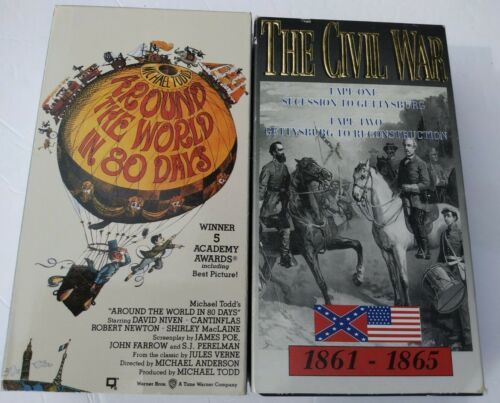 MICHAEL TODD'S
AROUND
THE WORLD
IN 80 DAYS
WINNER
5
ACADEMY
AWARDS®
including
Best Picture!
Michael Todd's
"AROUND THE WORLD IN 80 DAYS"
Starring DAVID NIVEN · CANTINFLAS
ROBERT NEWTON · SHIRLEY MacLAINE
Screenplay by JAMES POE,
JOHN FARROW and S.J. PERELMAN
From the classic by JULES VERNE
Directed by MICHAEL ANDERSON
Produced by MICHAEL TODD
Warner Bros. A Time Warner Company
THE CIVIL WAR
TAPE ONE
SECESSION TO GETTYSBURG
TAPE TWO
GETTYSBURG TO RECONSTRUCTION
1861 - 1865